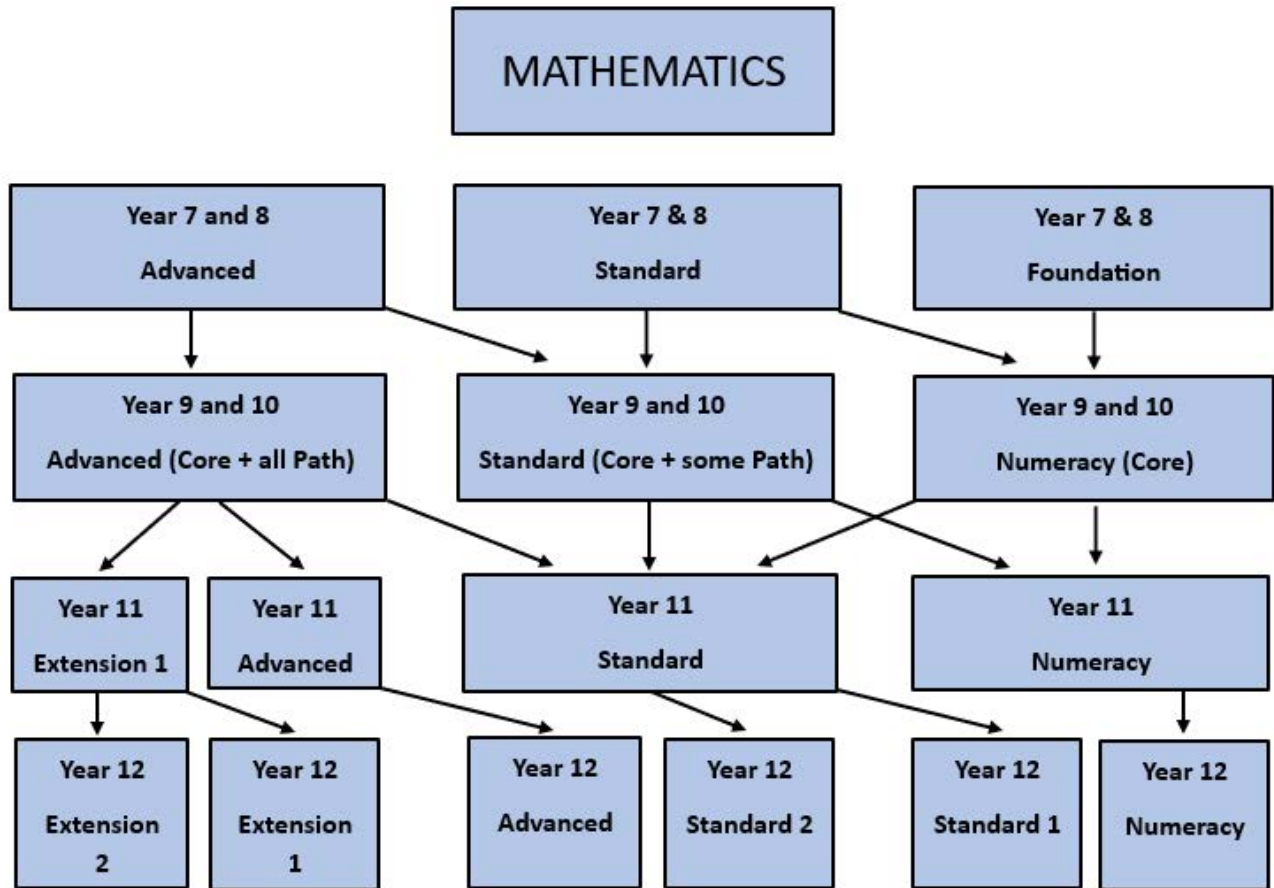 MATHEMATICS
Year 7 and 8
Advanced
Year 7 & 8
Standard
Year 7 & 8
Foundation
Year 9 and 10
Advanced (Core + all Path)
Year 9 and 10
Standard (Core + some Path)
Year 9 and 10
Numeracy (Core)
Year 11
Extension 1
Year 11
Advanced
Year 11
Standard
Year 11
Numeracy
Year 12
Extension
2
Year 12
Extension
1
Year 12
Advanced
Year 12
Standard 2
Year 12
Standard 1
Year 12
Numeracy